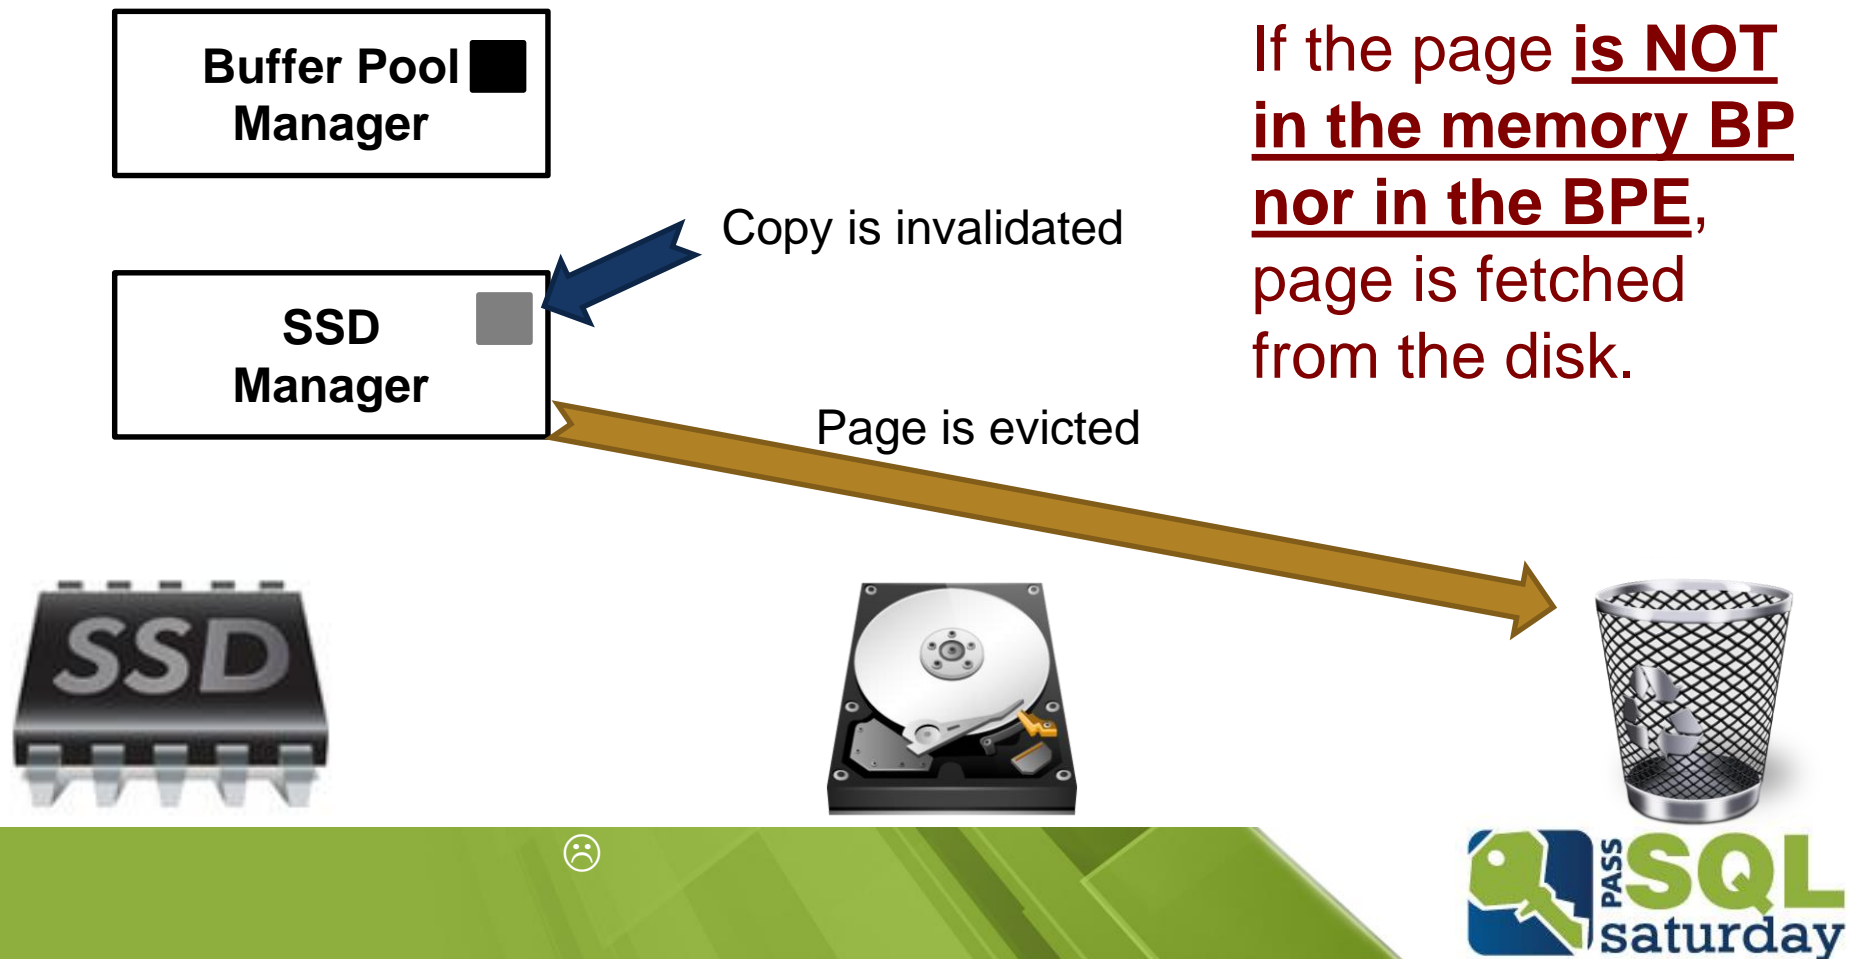 Buffer Pool
Manager
If the page is NOT
in the memory BP
nor in the BPE,
page is fetched
from the disk.
Copy is invalidated
SSD
Manager
Page is evicted
SSD
PASS
SQL
saturday